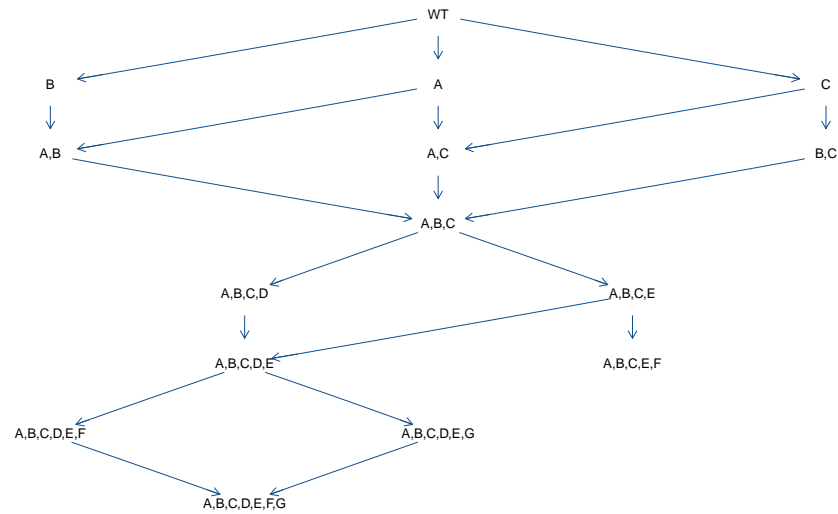 WT
B A C
A,B A,C B,C
A,B,C
A,B,C,D A,B,C,E
A,B,C,D,E A,B,C,E,F
A,B,C,D,E,F A,B,C,D,E,G
A,B,C,D,E,F,G